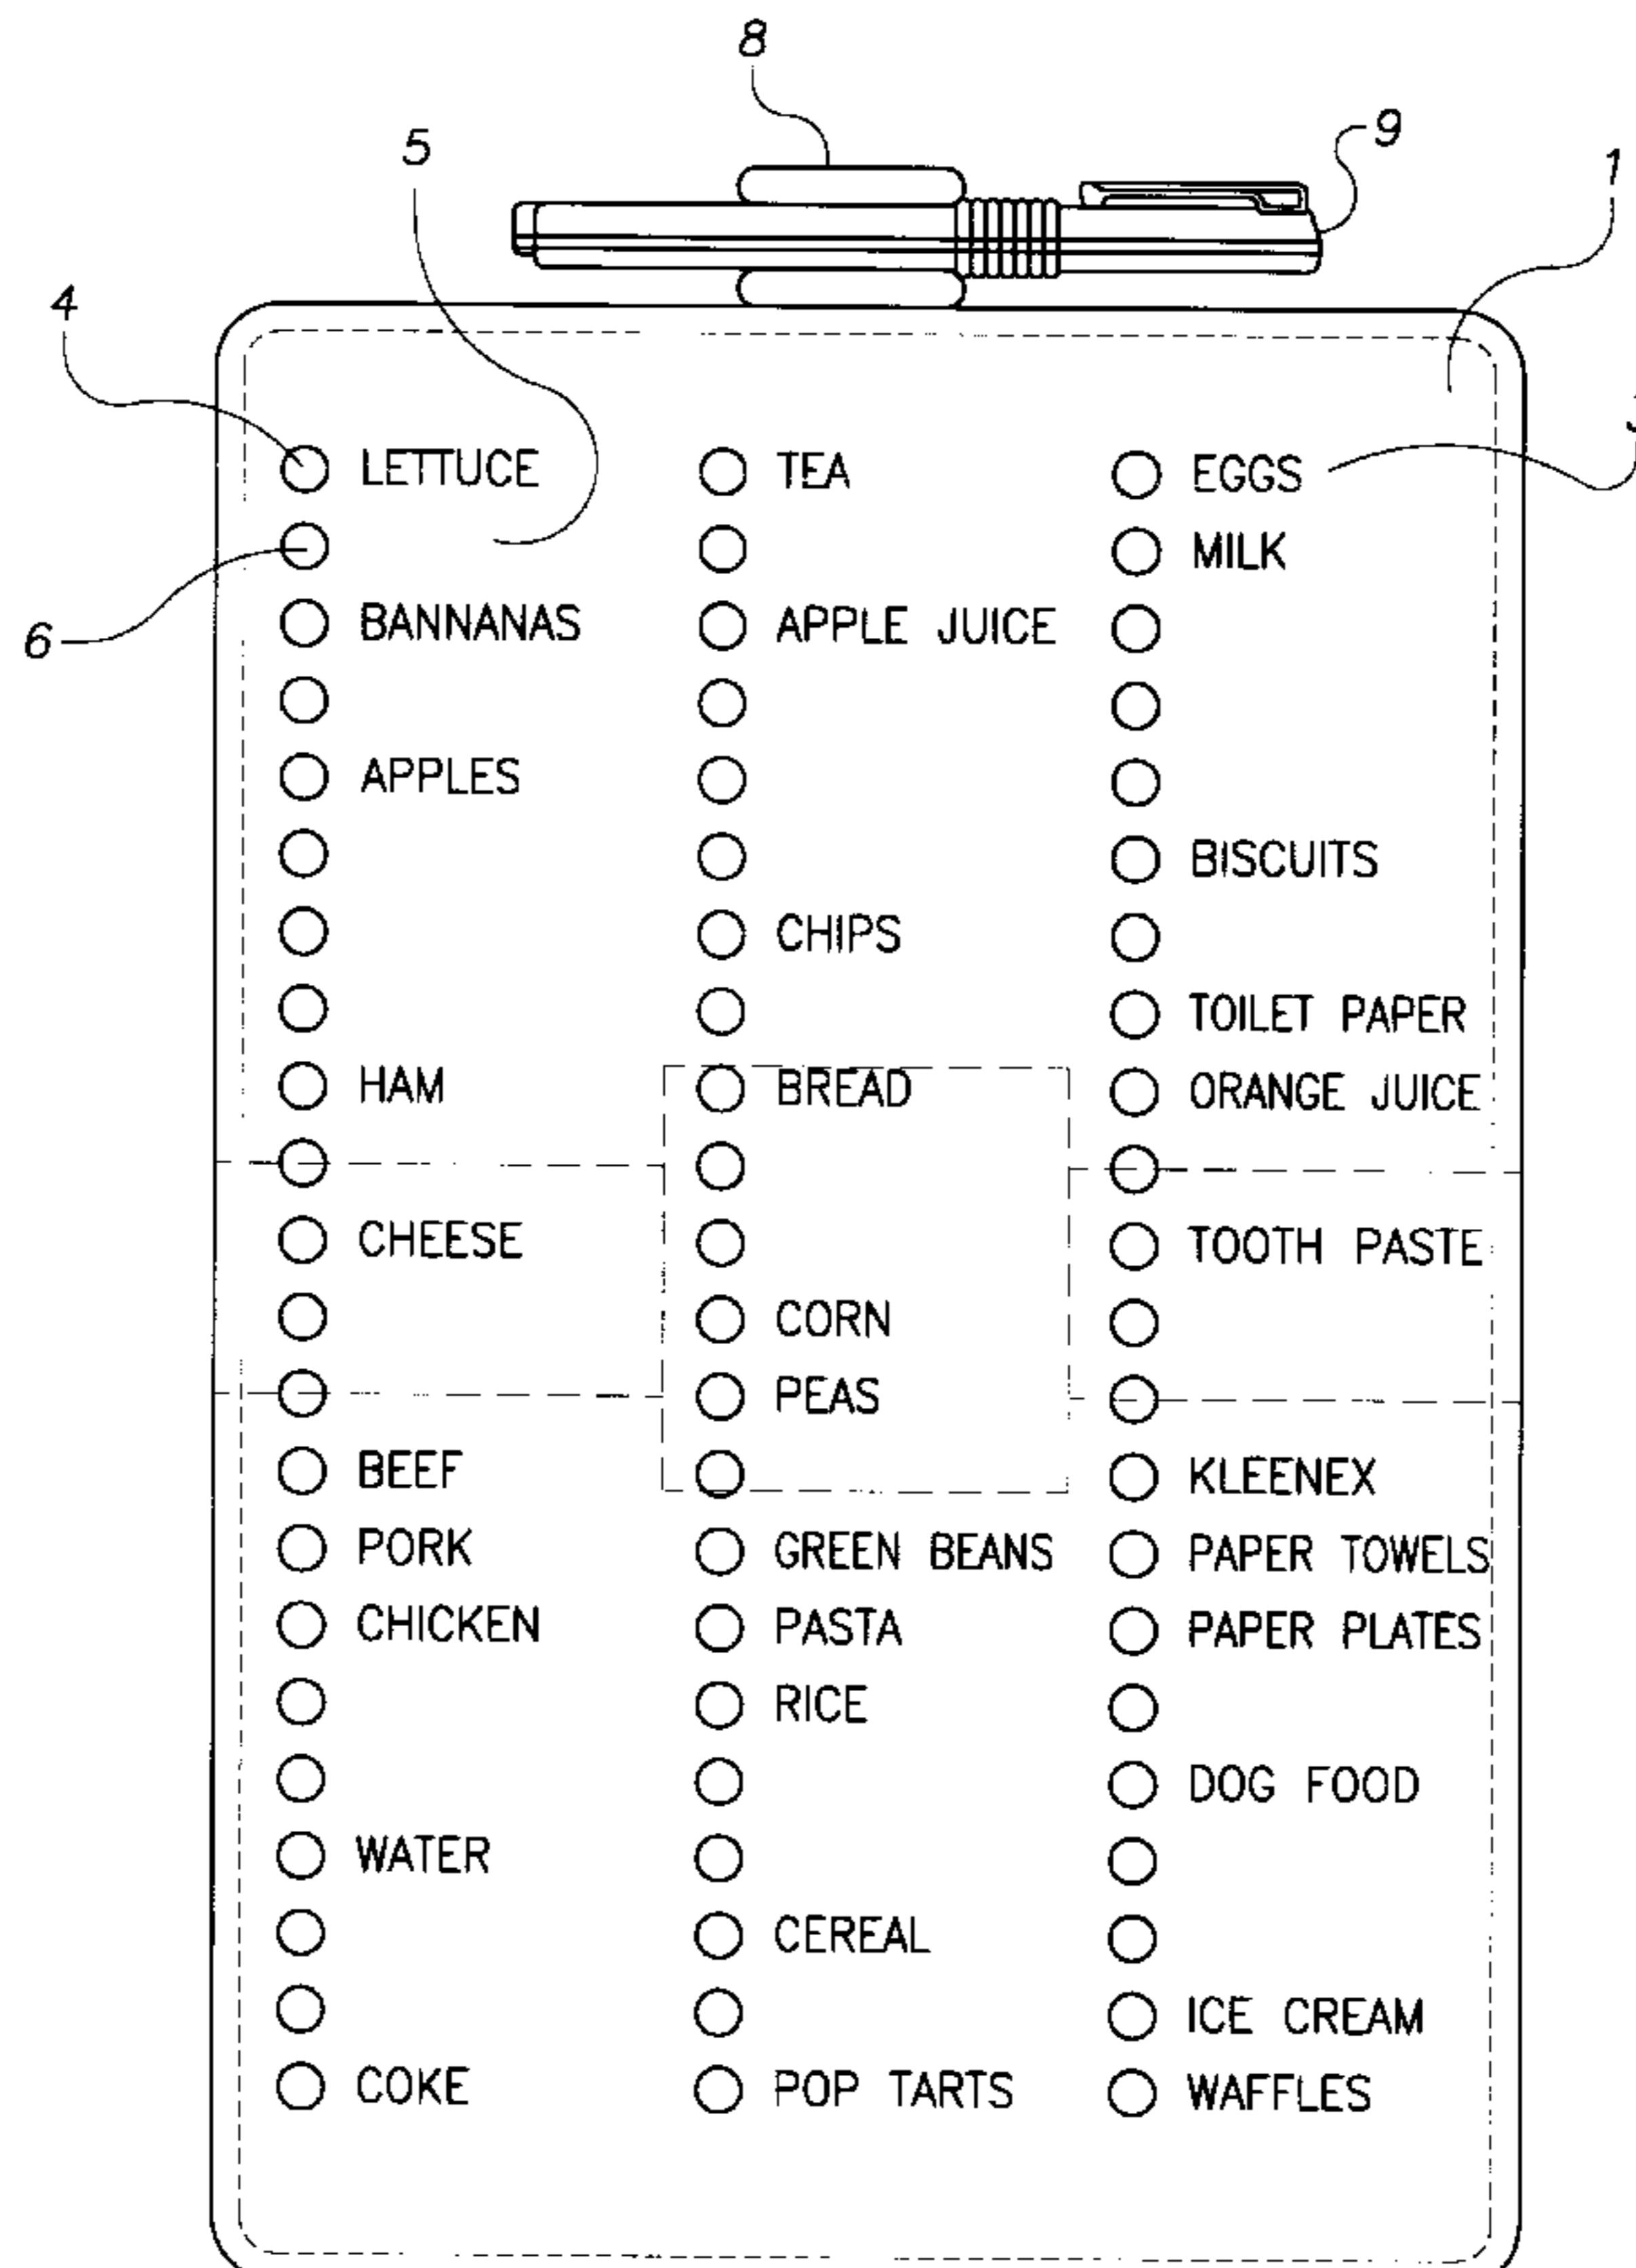 8
5
9
1
4
LETTUCE TEA EGGS
MILK
6
BANNANAS APPLE JUICE
APPLES
BISCUITS
CHIPS
TOILET PAPER
HAM BREAD ORANGE JUICE
CHEESE TOOTH PASTE
CORN
PEAS
BEEF KLEENEX
PORK GREEN BEANS PAPER TOWELS
CHICKEN PASTA PAPER PLATES
RICE
DOG FOOD
WATER
CEREAL
ICE CREAM
COKE POP TARTS WAFFLES